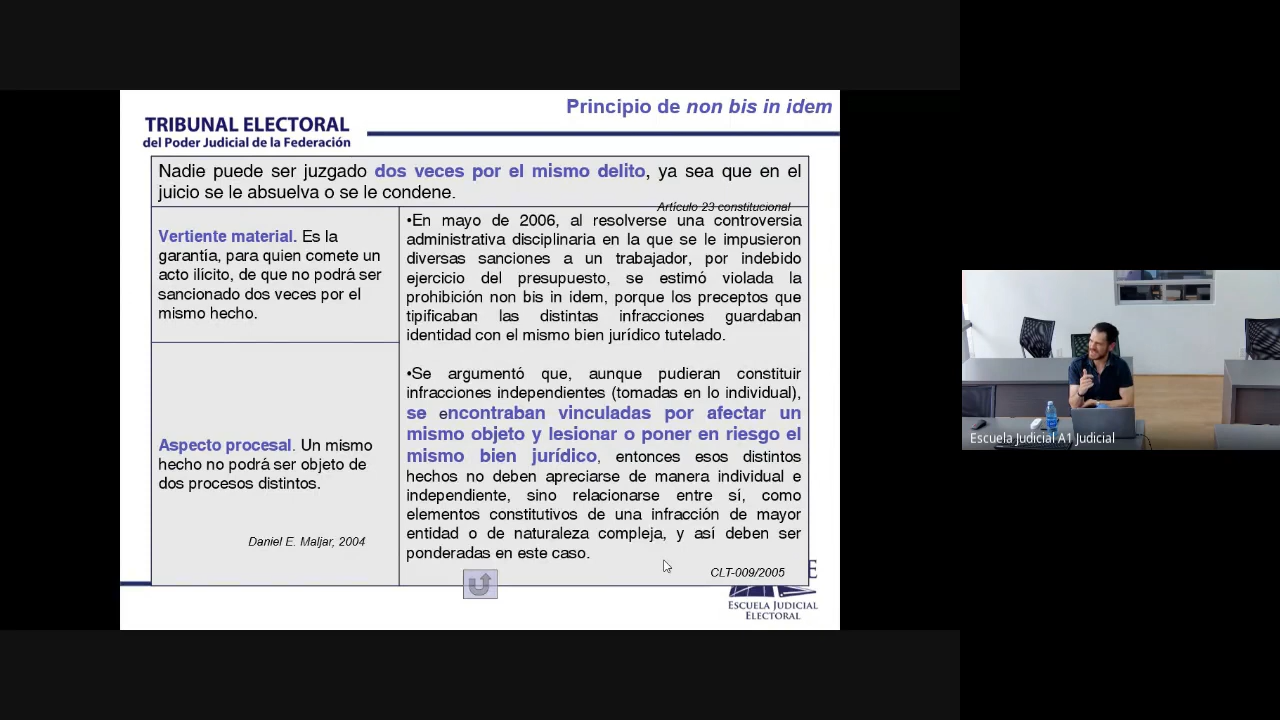 Principio de non bis in idem
TRIBUNAL ELECTORAL
del Poder Judicial de la Federación
Nadie puede ser juzgado dos veces por el mismo delito, ya sea que en el
juicio se le absuelva o se le condene.
Artículo 23 constitucional
Vertiente material. Es la
garantía, para quien comete un
acto ilícito, de que no podrá ser
sancionado dos veces por el
mismo hecho.
Aspecto procesal. Un mismo
hecho no podrá ser objeto de
dos procesos distintos.
Daniel E. Maljar, 2004
•En mayo de 2006, al resolverse una controversia
administrativa disciplinaria en la que se le impusieron
diversas sanciones a un trabajador, por indebido
ejercicio del presupuesto, se estimó violada la
prohibición non bis in idem, porque los preceptos que
tipificaban las distintas infracciones guardaban
identidad con el mismo bien jurídico tutelado.
•Se argumentó que, aunque pudieran constituir
infracciones independientes (tomadas en lo individual),
se encontraban vinculadas por afectar un
mismo objeto y lesionar o poner en riesgo el
mismo bien jurídico, entonces esos distintos
hechos no deben apreciarse de manera individual e
independiente, sino relacionarse entre sí, como
elementos constitutivos de una infracción de mayor
entidad o de naturaleza compleja, y así deben ser
ponderadas en este caso.
CLT-009/2005
E
ESCUELA JUDICIAL
ELECTORAL
Escuela Judicial A1 Judicial